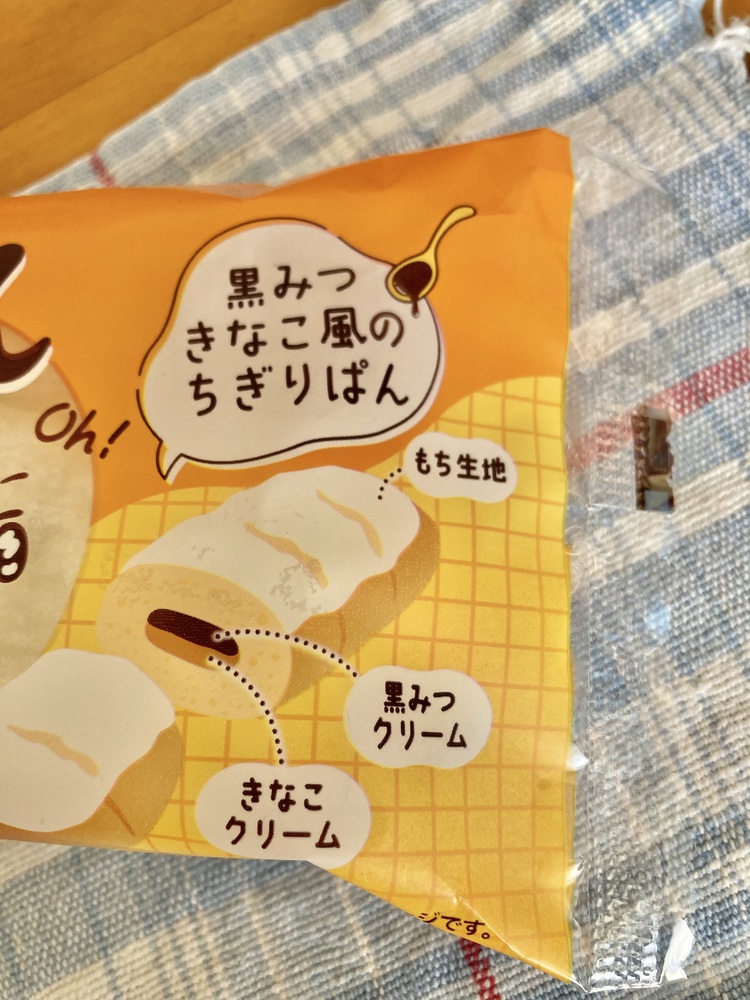 黒みつ
きなこ風の
ちぎりぱん
Oh!
もち生地
黒みつ
クリーム
きなこ
クリーム
ジです。